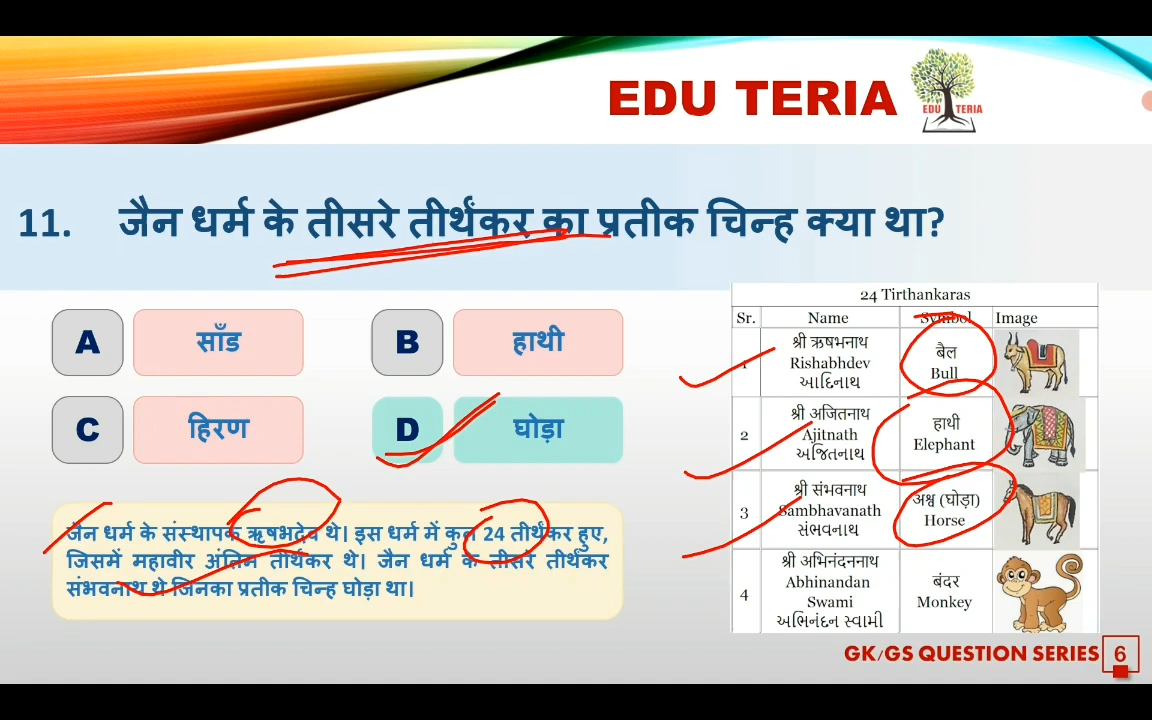 EDU TERIA
EDU TERIA
11. जैन धर्म के तीसरे तीर्थंकर का प्रतीक चिन्ह क्या था?
A साँड
B हाथी
C हिरण
D घोड़ा
जैन धर्म के संस्थापक ऋषभदेव थे। इस धर्म में कुल 24 तीर्थंकर हुए,
जिसमें महावीर अंतिम तीर्थंकर थे। जैन धर्म के तीसरे तीर्थंकर
संभवनाथ थे जिनका प्रतीक चिन्ह घोड़ा था।
24 Tirthankaras
Sr. Name Symbol Image
1
श्री ऋषभनाथ
Rishabhdev
આદિનાથ
बैल
Bull
2
श्री अजितनाथ
Ajitnath
અજિતનાથ
हाथी
Elephant
3
श्री संभवनाथ
Sambhavanath
સંભવનાથ
अश्व (घोड़ा)
Horse
4
श्री अभिनंदननाथ
Abhinandan
Swami
અભિનંદન સ્વામી
बंदर
Monkey
GK/GS QUESTION SERIES 6